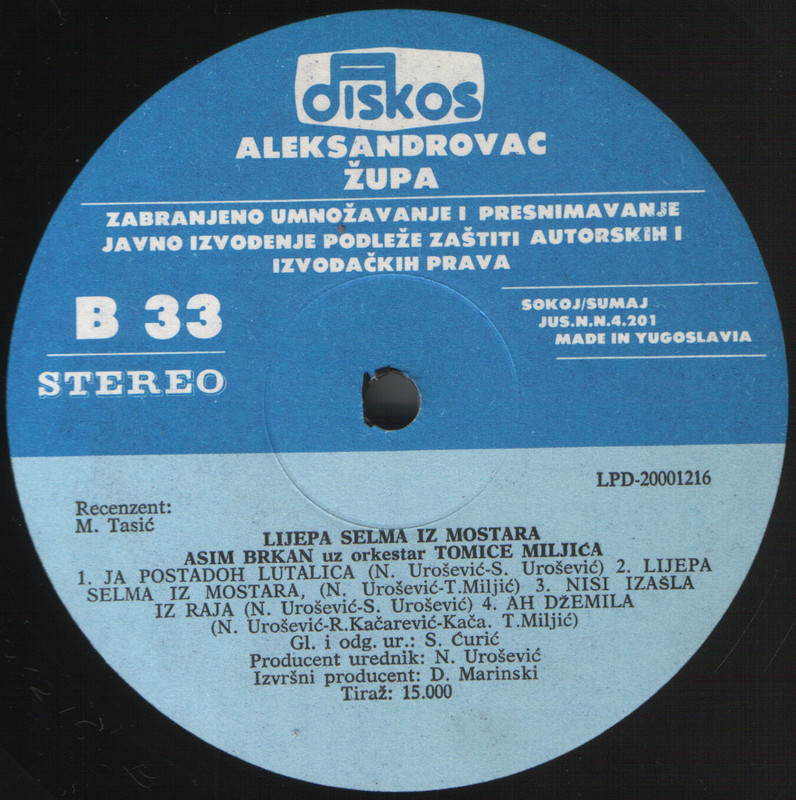 diskos
ALEKSANDROVAC
ŽUPA
ZABRANJENO UMNOŽAVANJE I PRESNIMAVANJE
JAVNO IZVODENJE PODLEŽE ZAŠTITI AUTORSKIH I
IZVODAČKIH PRAVA
B 33
STEREO
SOKOJ/SUMAJ
JUS.N.N.4.201
MADE IN YUGOSLAVIA
LPD-20001216
Recenzent:
M. Tasić
LIJEPA SELMA IZ MOSTARA
ASIM BRKAN uz orkestar TOMICE MILJIĆA
1. JA POSTADOH LUTALICA (N. Urošević-S. Urošević) 2. LIJEPA
SELMA IZ MOSTARA, (N. Urošević-T.Miljić) 3. NISI IZAŠLA
IZ RAJA (N. Urošević-S. Urošević) 4. AH DŽEMILA
(N. Urošević-R.Kačarević-Kača. T.Miljić)
Gl. i odg. ur.: S. Ćurić
Producent urednik: N. Urošević
Izvršni producent: D. Marinski
Tiraž: 15.000